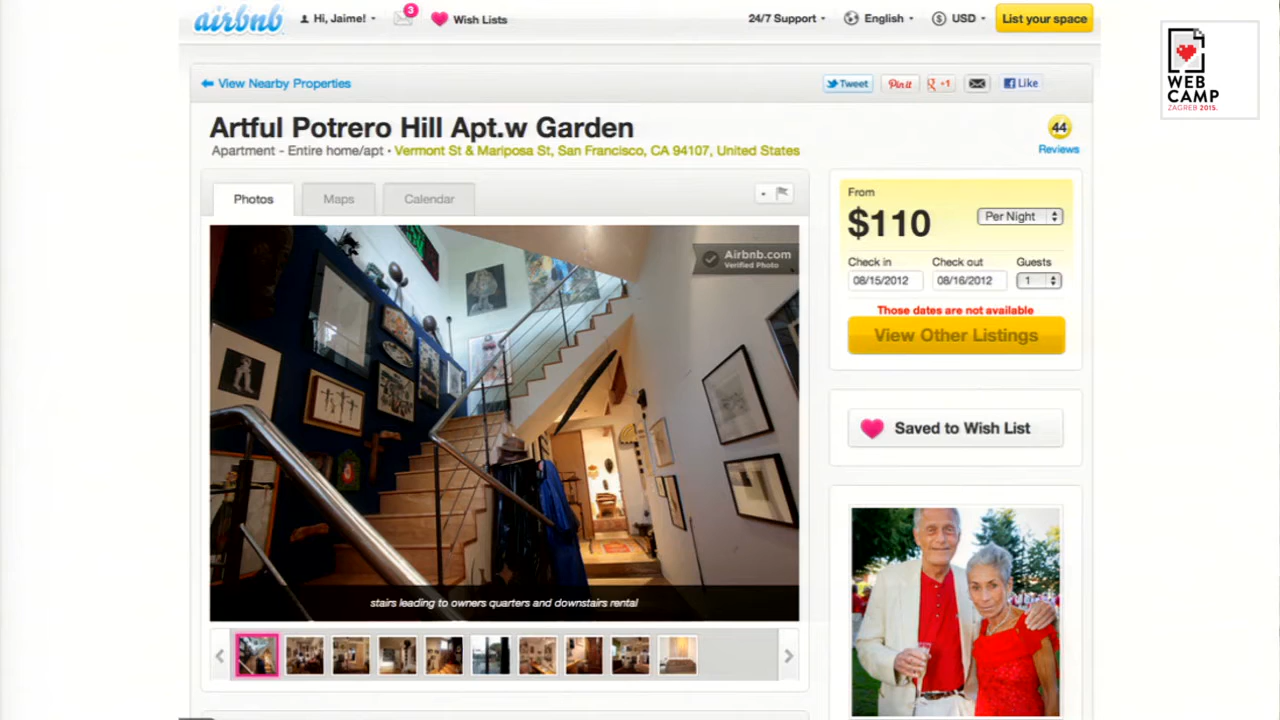 airbnb
Hi, Jaime!
3
Wish Lists
24/7 Support
English
$ USD
List your space
View Nearby Properties
Tweet
Pin it
g +1
Like
WEB
CAMP
ZAGREB 2015.
Artful Potrero Hill Apt.w Garden
44
Reviews
Apartment - Entire home/apt • Vermont St & Mariposa St, San Francisco, CA 94107, United States
Photos
Maps
Calendar
From
$110
Per Night
Check in
Check out
Guests
08/15/2012
08/16/2012
1
Those dates are not available
View Other Listings
Airbnb.com
Verified Photo
Saved to Wish List
stairs leading to owners quarters and downstairs rental